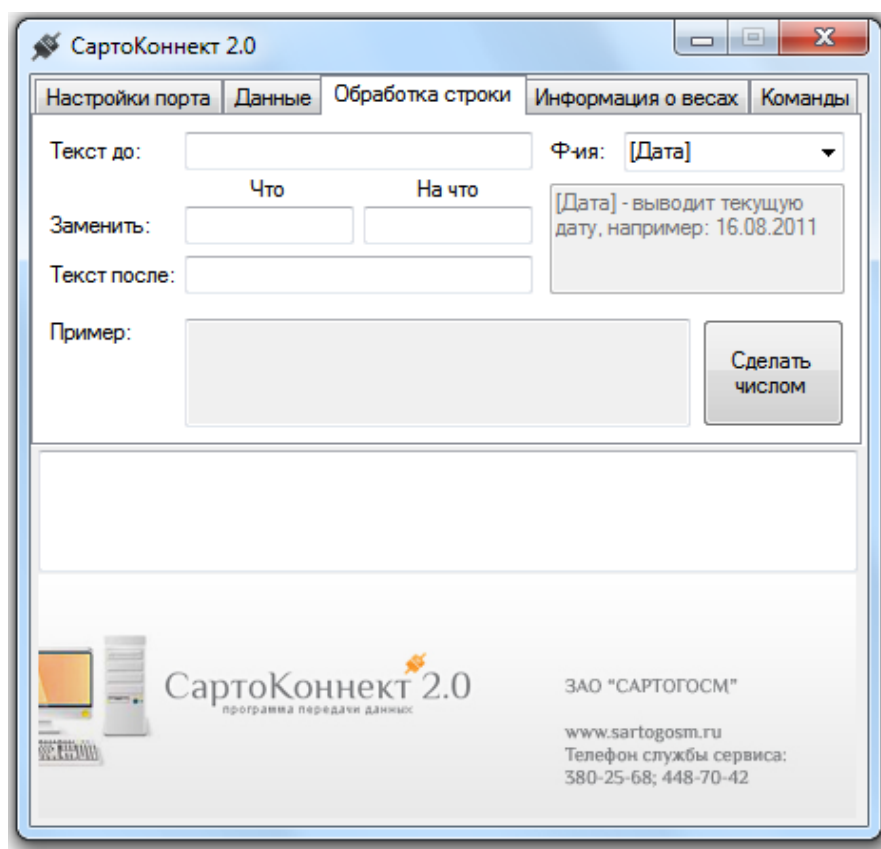 СартоКоннект 2.0
Настройки порта Данные Обработка строки Информация о весах Команды
Текст до: Ф-ия: [Дата]
Что На что
[Дата] - выводит текущую
Заменить: дату, например: 16.08.2011
Текст после:
Пример:
Сделать
числом
СартоКоннект 2.0
программа передачи данных
ЗАО "САРТОГОСМ"
www.sartogosm.ru
Телефон службы сервиса:
380-25-68; 448-70-42